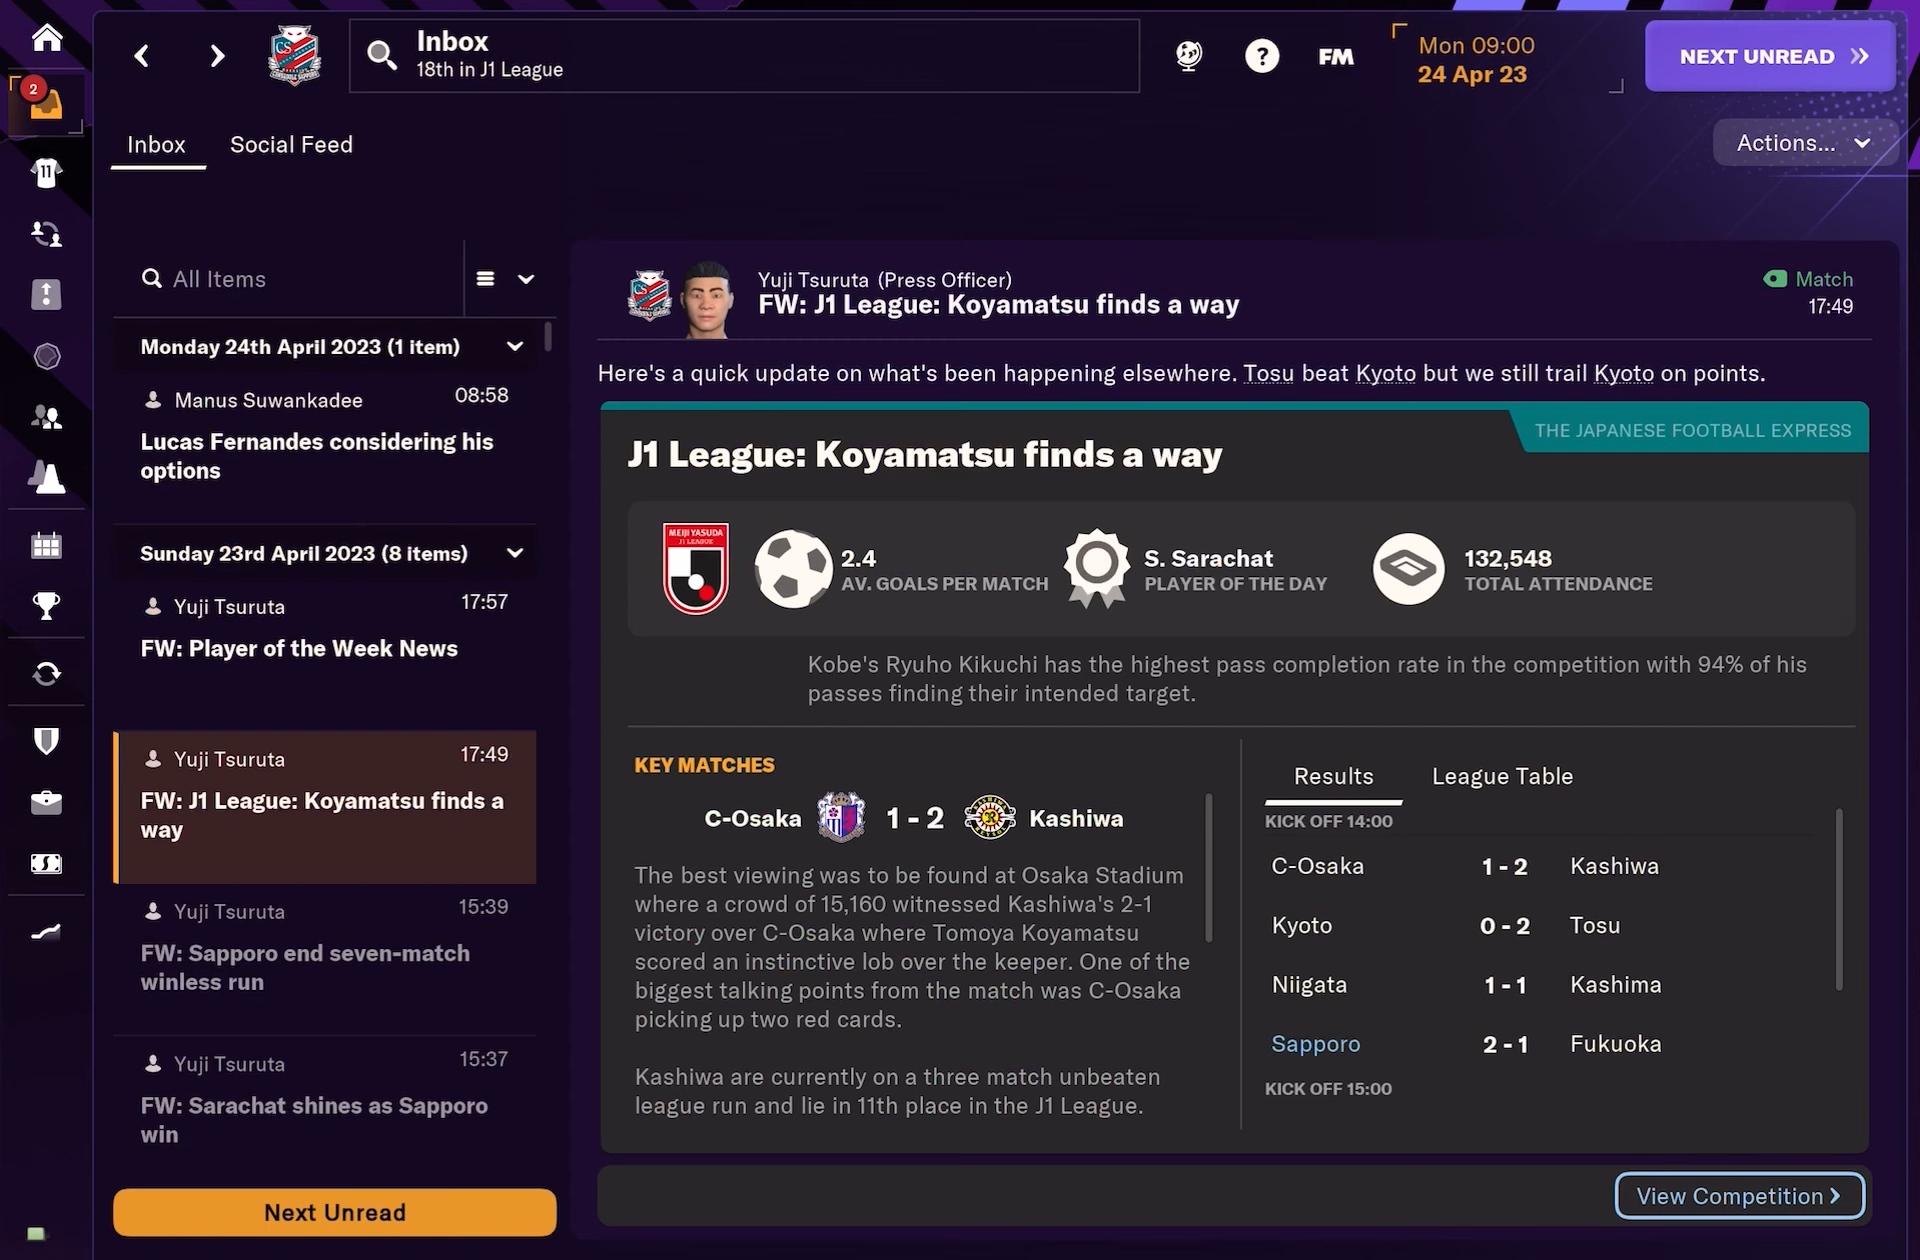 Inbox
18th in J1 League
FM
Mon 09:00
24 Apr 23
NEXT UNREAD
2
11
Inbox
Social Feed
Actions...
All Items
Monday 24th April 2023 (1 item)
Manus Suwankadee
08:58
Lucas Fernandes considering his
options
Sunday 23rd April 2023 (8 items)
Yuji Tsuruta
17:57
FW: Player of the Week News
Yuji Tsuruta
17:49
FW: J1 League: Koyamatsu finds a
way
Yuji Tsuruta
15:39
FW: Sapporo end seven-match
winless run
Yuji Tsuruta
15:37
FW: Sarachat shines as Sapporo
win
Next Unread
Yuji Tsuruta (Press Officer)
FW: J1 League: Koyamatsu finds a way
Match
17:49
Here's a quick update on what's been happening elsewhere. Tosu beat Kyoto but we still trail Kyoto on points.
THE JAPANESE FOOTBALL EXPRESS
J1 League: Koyamatsu finds a way
MEIJI YASUDA
J1 LEAGUE
2.4
AV. GOALS PER MATCH
S. Sarachat
PLAYER OF THE DAY
132,548
TOTAL ATTENDANCE
Kobe's Ryuho Kikuchi has the highest pass completion rate in the competition with 94% of his
passes finding their intended target.
KEY MATCHES
C-Osaka 1 - 2 Kashiwa
The best viewing was to be found at Osaka Stadium
where a crowd of 15,160 witnessed Kashiwa's 2-1
victory over C-Osaka where Tomoya Koyamatsu
scored an instinctive lob over the keeper. One of the
biggest talking points from the match was C-Osaka
picking up two red cards.
Kashiwa are currently on a three match unbeaten
league run and lie in 11th place in the J1 League.
Results
League Table
KICK OFF 14:00
C-Osaka 1 - 2 Kashiwa
Kyoto 0 - 2 Tosu
Niigata 1 - 1 Kashima
Sapporo 2 - 1 Fukuoka
KICK OFF 15:00
View Competition